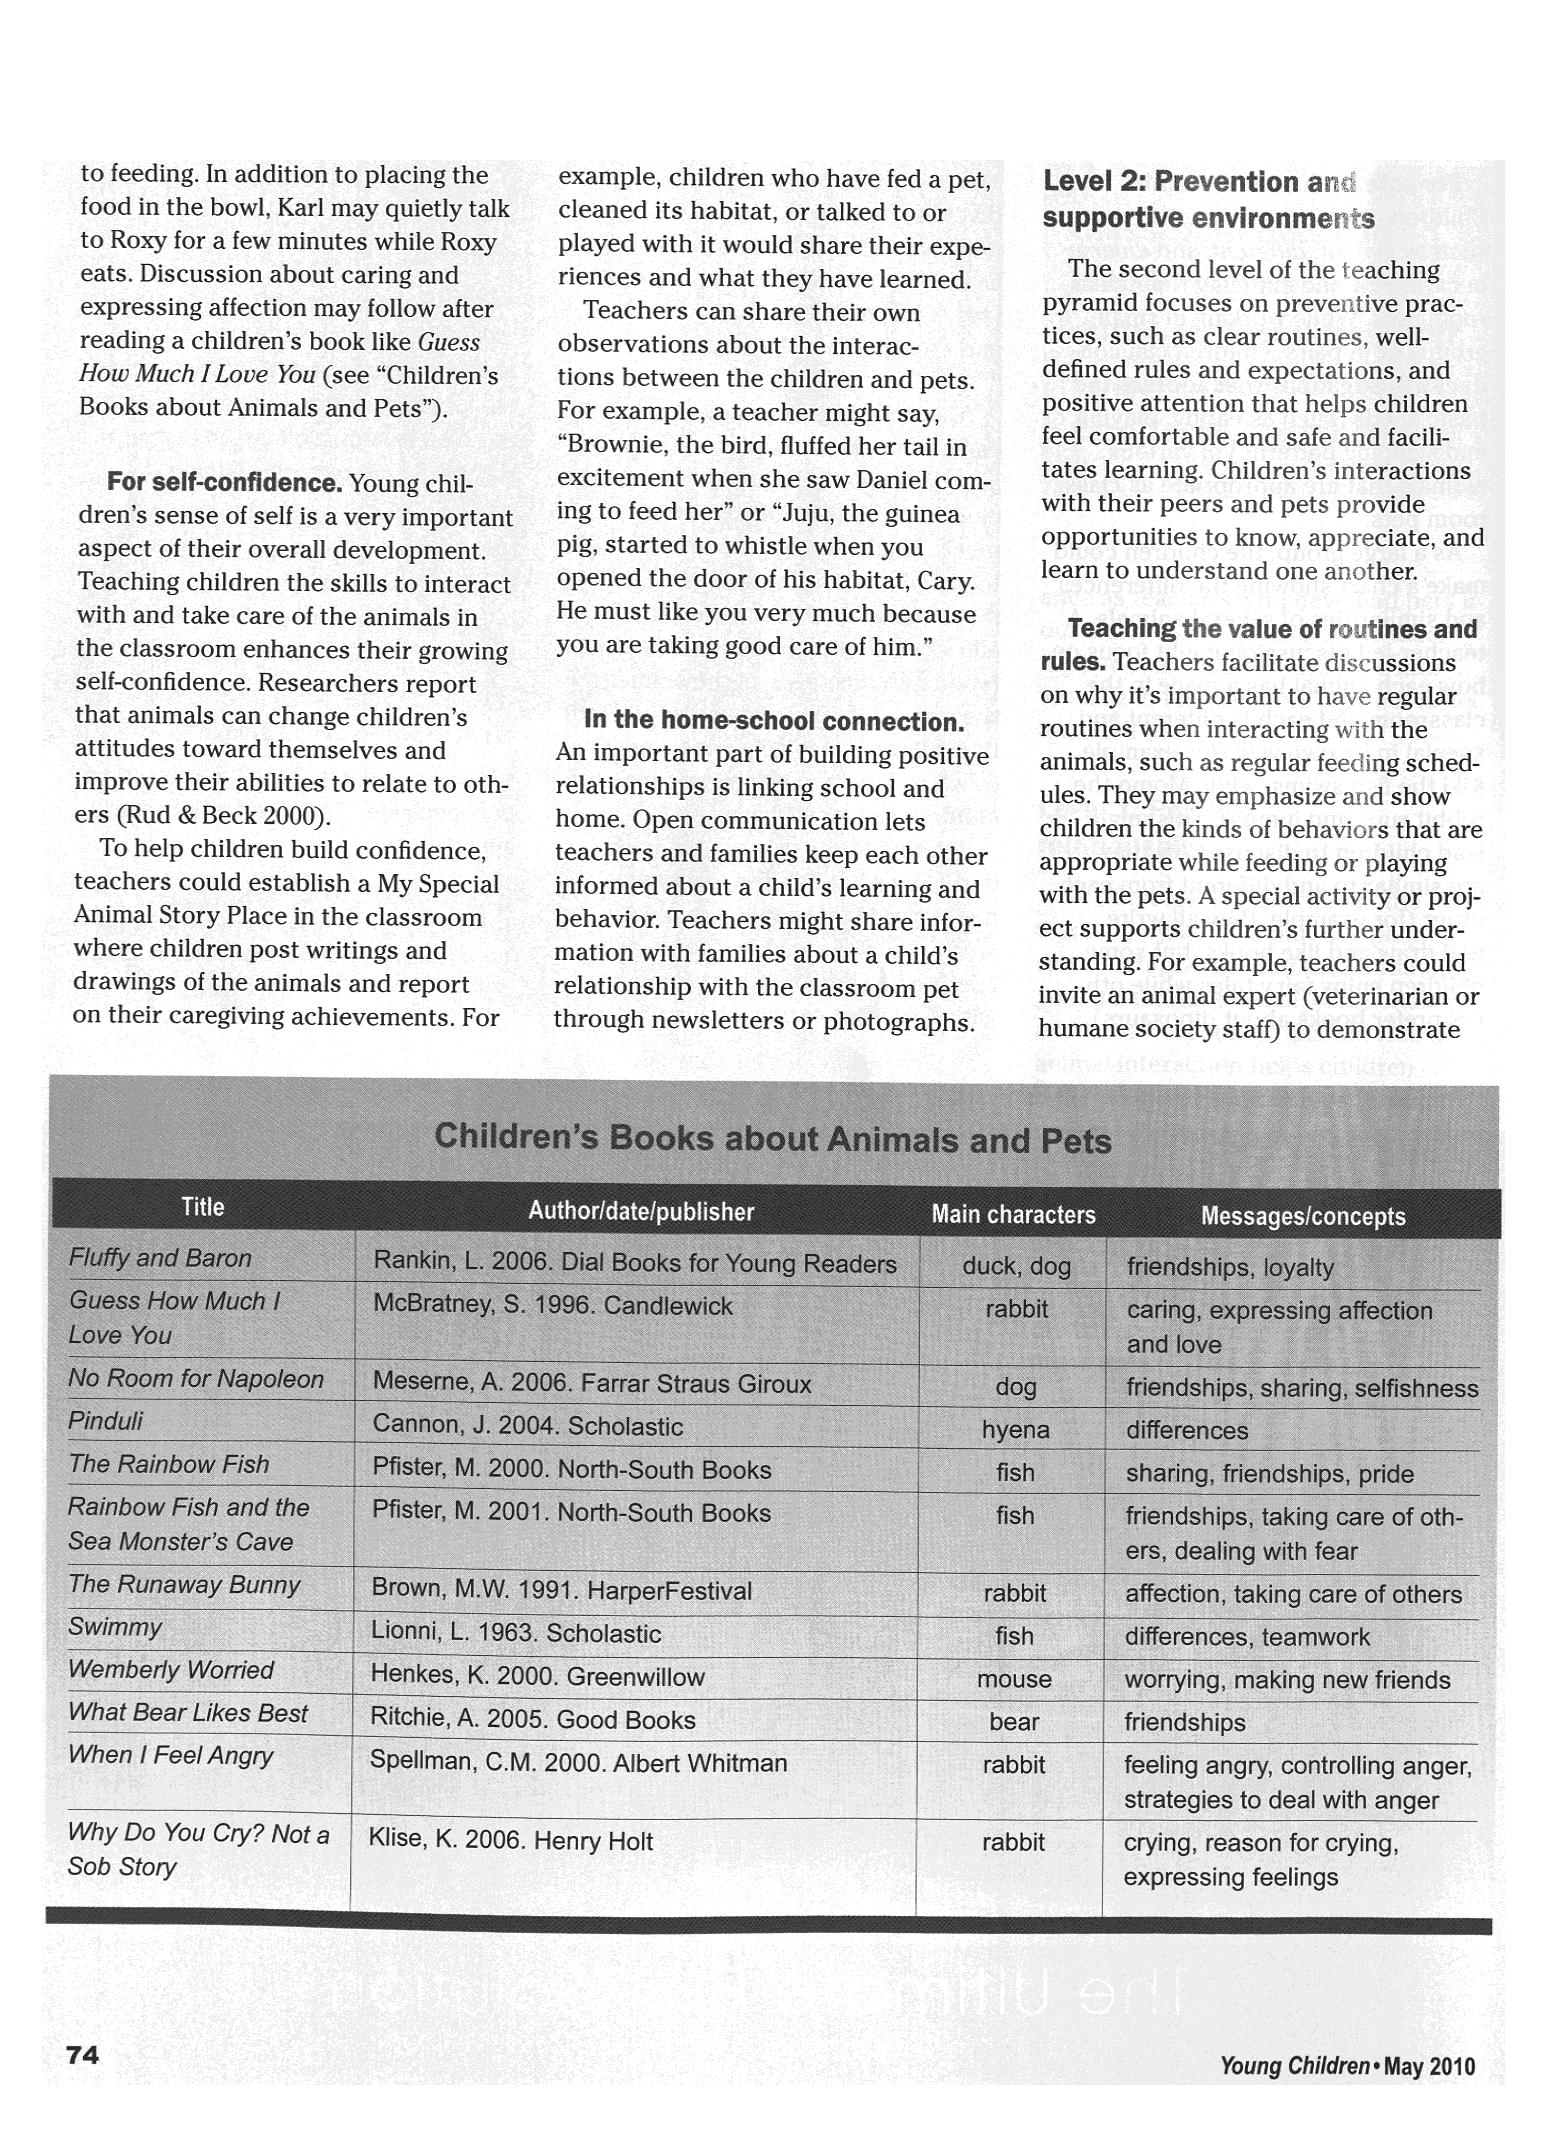 to feeding. In addition to placing the
food in the bowl, Karl may quietly talk
to Roxy for a few minutes while Roxy
eats. Discussion about caring and
expressing affection may follow after
reading a children's book like Guess
How Much I Love You (see “Children's
Books about Animals and Pets”).
For self-confidence. Young chil-
dren's sense of self is a very important
aspect of their overall development.
Teaching children the skills to interact
with and take care of the animals in
the classroom enhances their growing
self-confidence. Researchers report
that animals can change children's
attitudes toward themselves and
improve their abilities to relate to oth-
ers (Rud & Beck 2000).
To help children build confidence,
teachers could establish a My Special
Animal Story Place in the classroom
where children post writings and
drawings of the animals and report
on their caregiving achievements. For
example, children who have fed a pet,
cleaned its habitat, or talked to or
played with it would share their expe-
riences and what they have learned.
Teachers can share their own
observations about the interac-
tions between the children and pets.
For example, a teacher might say,
“Brownie, the bird, fluffed her tail in
excitement when she saw Daniel com-
ing to feed her” or “Juju, the guinea
pig, started to whistle when you
opened the door of his habitat, Cary.
He must like you very much because
you are taking good care of him.”
In the home-school connection.
An important part of building positive
relationships is linking school and
home. Open communication lets
teachers and families keep each other
informed about a child's learning and
behavior. Teachers might share infor-
mation with families about a child's
relationship with the classroom pet
through newsletters or photographs.
Level 2: Prevention and
supportive environments
The second level of the teaching
pyramid focuses on preventive prac-
tices, such as clear routines, well-
defined rules and expectations, and
positive attention that helps children
feel comfortable and safe and facili-
tates learning. Children's interactions
with their peers and pets provide
opportunities to know, appreciate, and
learn to understand one another.
Teaching the value of routines and
rules. Teachers facilitate discussions
on why it's important to have regular
routines when interacting with the
animals, such as regular feeding sched-
ules. They may emphasize and show
children the kinds of behaviors that are
appropriate while feeding or playing
with the pets. A special activity or proj-
ect supports children's further under-
standing. For example, teachers could
invite an animal expert (veterinarian or
humane society staff) to demonstrate
Children's Books about Animals and Pets
Title Author/date/publisher Main characters Messages/concepts
Fluffy and Baron Rankin, L. 2006. Dial Books for Young Readers duck, dog friendships, loyalty
Guess How Much I McBratney, S. 1996. Candlewick rabbit caring, expressing affection
Love You and love
No Room for Napoleon Meserne, A. 2006. Farrar Straus Giroux dog friendships, sharing, selfishness
Pinduli Cannon, J. 2004. Scholastic hyena differences
The Rainbow Fish Pfister, M. 2000. North-South Books fish sharing, friendships, pride
Rainbow Fish and the Pfister, M. 2001. North-South Books fish friendships, taking care of oth-
Sea Monster's Cave ers, dealing with fear
The Runaway Bunny Brown, M.W. 1991. HarperFestival rabbit affection, taking care of others
Swimmy Lionni, L. 1963. Scholastic fish differences, teamwork
Wemberly Worried Henkes, K. 2000. Greenwillow mouse worrying, making new friends
What Bear Likes Best Ritchie, A. 2005. Good Books bear friendships
When I Feel Angry Spellman, C.M. 2000. Albert Whitman rabbit feeling angry, controlling anger,
strategies to deal with anger
Why Do You Cry? Not a Klise, K. 2006. Henry Holt rabbit crying, reason for crying,
Sob Story expressing feelings
74
Young Children • May 2010